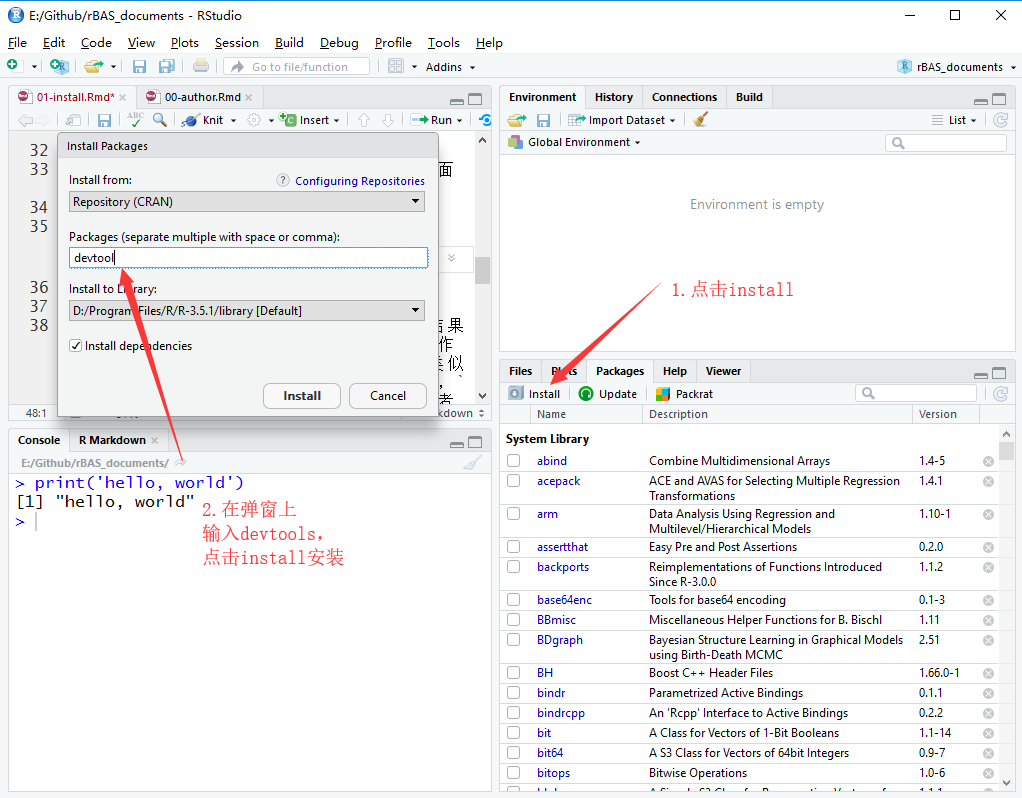 E:/Github/rBAS_documents - RStudio
File Edit Code View Plots Session Build Debug Profile Tools Help
Go to file/function Addins rBAS_documents
01-install.Rmd* 00-author.Rmd
ABC Knit Insert Run
32
33 面
34
35
36
37
38 果
作
类似
，、
者
48:1 kdown
Install Packages
Install from: ? Configuring Repositories
Repository (CRAN)
Packages (separate multiple with space or comma):
devtool
Install to Library:
D:/Program Files/R/R-3.5.1/library [Default]
Install dependencies
Install Cancel
Console R Markdown
E:/Github/rBAS_documents/
> print('hello, world')
[1] "hello, world"
>
2.在弹窗上
输入devtools,
点击install安装
Environment History Connections Build
Import Dataset List
Global Environment
Environment is empty
1.点击install
Files Plots Packages Help Viewer
Install Update Packrat
Name Description Version
System Library
abind Combine Multidimensional Arrays 1.4-5
acepack ACE and AVAS for Selecting Multiple Regression 1.4.1
Transformations
arm Data Analysis Using Regression and 1.10-1
Multilevel/Hierarchical Models
assertthat Easy Pre and Post Assertions 0.2.0
backports Reimplementations of Functions Introduced 1.1.2
Since R-3.0.0
base64enc Tools for base64 encoding 0.1-3
BBmisc Miscellaneous Helper Functions for B. Bischl 1.11
BDgraph Bayesian Structure Learning in Graphical Models 2.51
using Birth-Death MCMC
BH Boost C++ Header Files 1.66.0-1
bindr Parametrized Active Bindings 0.1.1
bindrcpp An 'Rcpp' Interface to Active Bindings 0.2.2
bit A Class for Vectors of 1-Bit Booleans 1.1-14
bit64 A S3 Class for Vectors of 64bit Integers 0.9-7
bitops Bitwise Operations 1.0-6